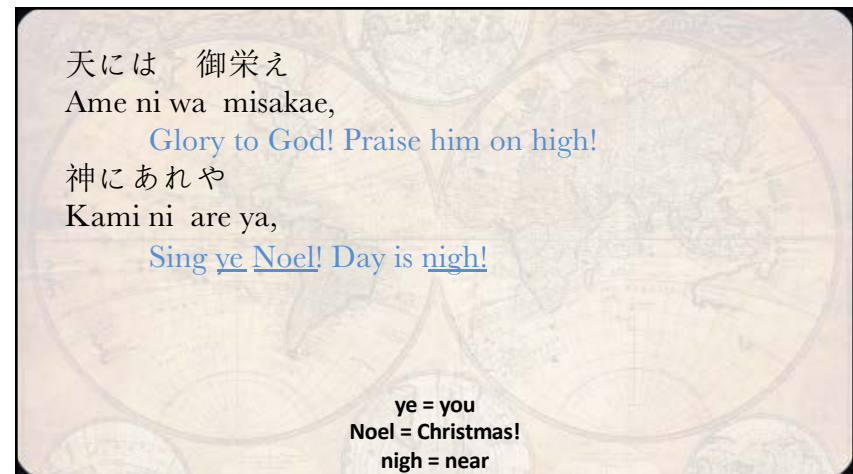 天には　御栄え
Ame ni wa misakae,
Glory to God! Praise him on high!
神にあれや
Kami ni are ya,
Sing ye Noel! Day is nigh!
ye = you
Noel = Christmas!
nigh = near